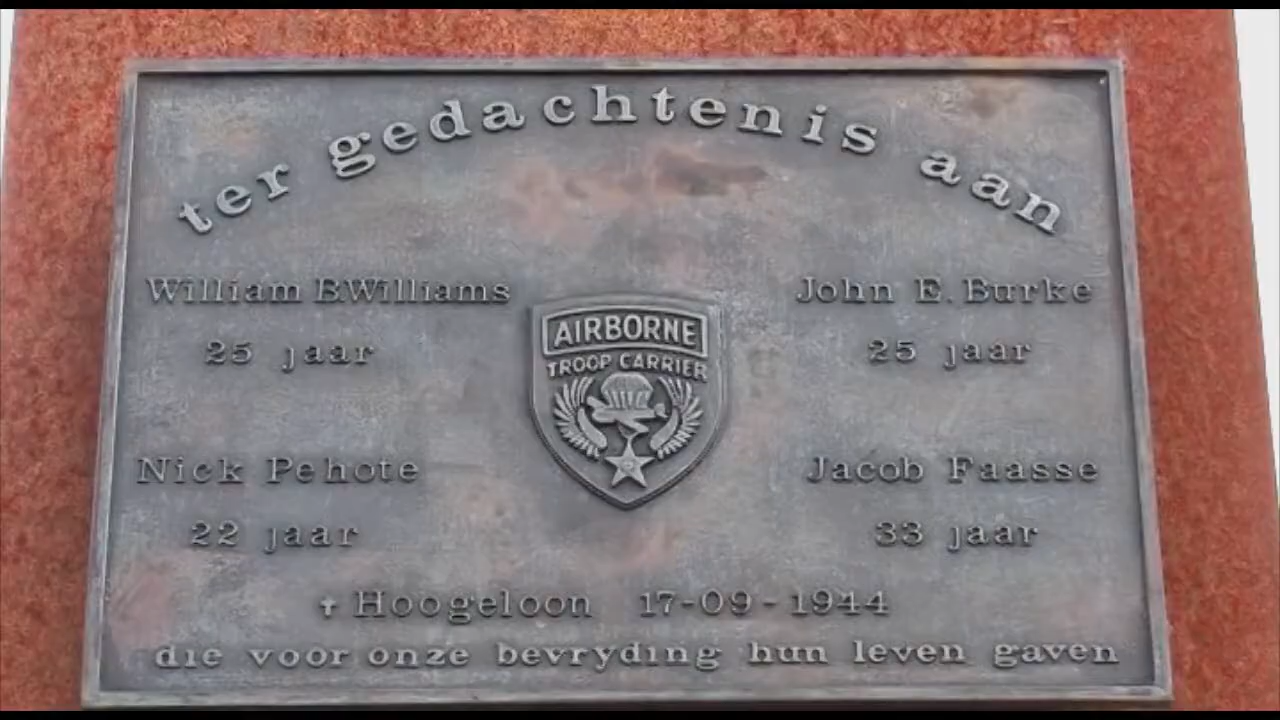 ter gedachtenis aan
William B.Williams
25 jaar
John E. Burke
25 jaar
AIRBORNE
TROOP CARRIER
Nick Pehote
22 jaar
Jacob Faasse
33 jaar
✝ Hoogeloon 17-09-1944
die voor onze bevryding hun leven gaven